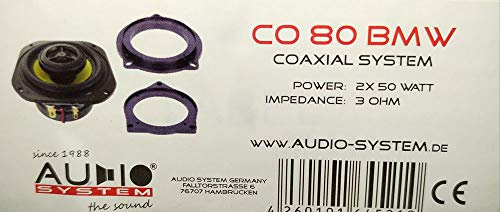 CO 80 BMW
COAXIAL SYSTEM
POWER: 2X 50 WATT
IMPEDANCE: 3 OHM
WWW.AUDIO-SYSTEM.DE
since 1988
AUDIO
SYSTEM
the sound
AUDIO SYSTEM GERMANY
FALLTORSTRASSE 6
76707 HAMBRÜCKEN
CE